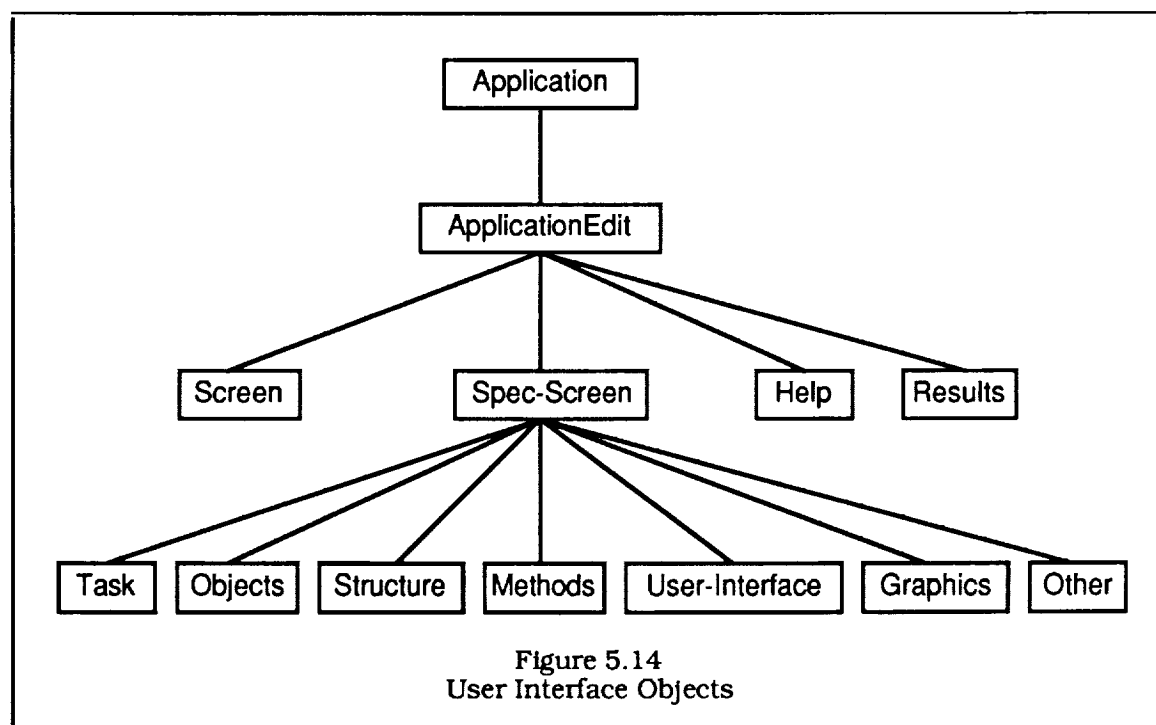 Application
ApplicationEdit
Screen
Spec-Screen
Help
Results
Task
Objects
Structure
Methods
User-Interface
Graphics
Other
Figure 5.14
User Interface Objects